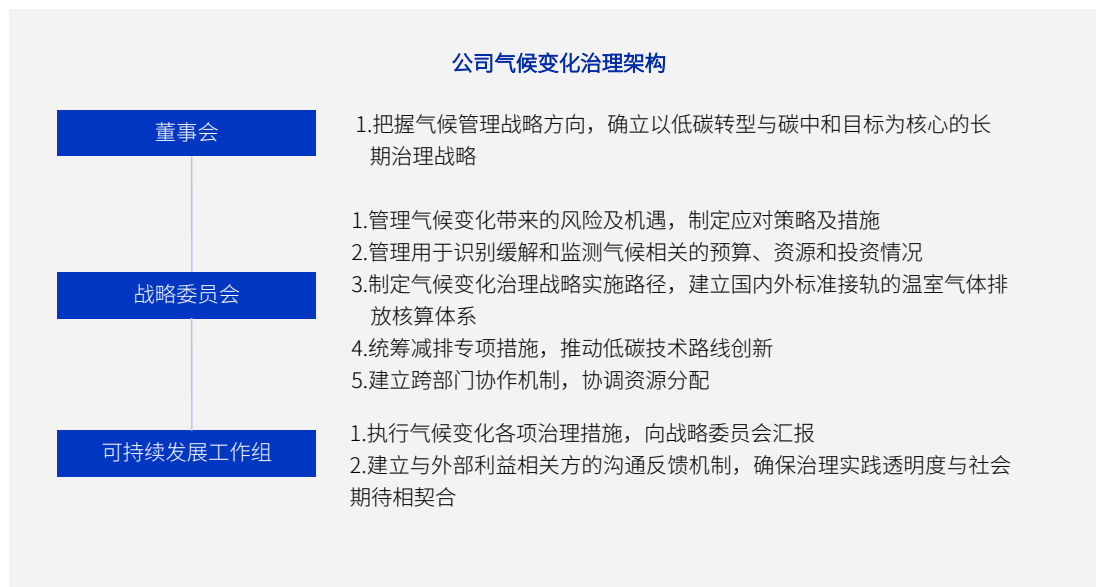 公司气候变化治理架构
董事会
1.把握气候管理战略方向，确立以低碳转型与碳中和目标为核心的长
期治理战略
战略委员会
1.管理气候变化带来的风险及机遇，制定应对策略及措施
2.管理用于识别缓解和监测气候相关的预算、资源和投资情况
3.制定气候变化治理战略实施路径，建立国内外标准接轨的温室气体排
放核算体系
4.统筹减排专项措施，推动低碳技术路线创新
5.建立跨部门协作机制，协调资源分配
可持续发展工作组
1.执行气候变化各项治理措施，向战略委员会汇报
2.建立与外部利益相关方的沟通反馈机制，确保治理实践透明度与社会
期待相契合